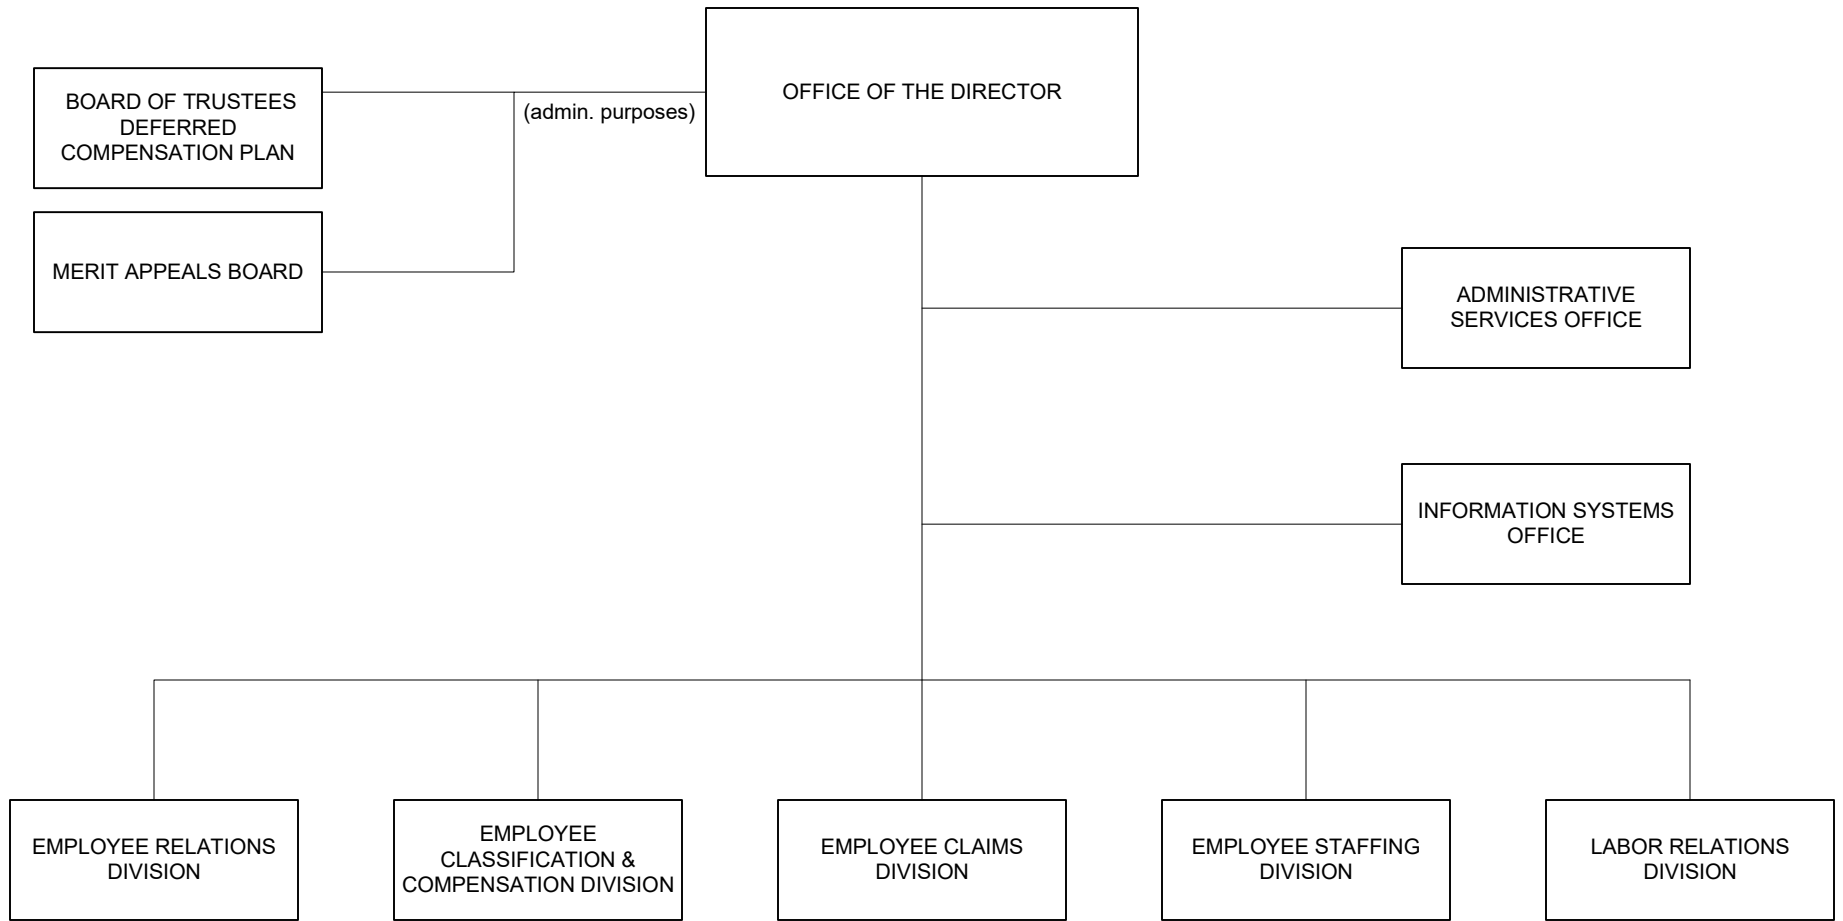 OFFICE OF THE DIRECTOR
BOARD OF TRUSTEES
DEFERRED
COMPENSATION PLAN
(admin. purposes)
MERIT APPEALS BOARD
ADMINISTRATIVE
SERVICES OFFICE
INFORMATION SYSTEMS
OFFICE
EMPLOYEE RELATIONS
DIVISION
EMPLOYEE
CLASSIFICATION &
COMPENSATION DIVISION
EMPLOYEE CLAIMS
DIVISION
EMPLOYEE STAFFING
DIVISION
LABOR RELATIONS
DIVISION